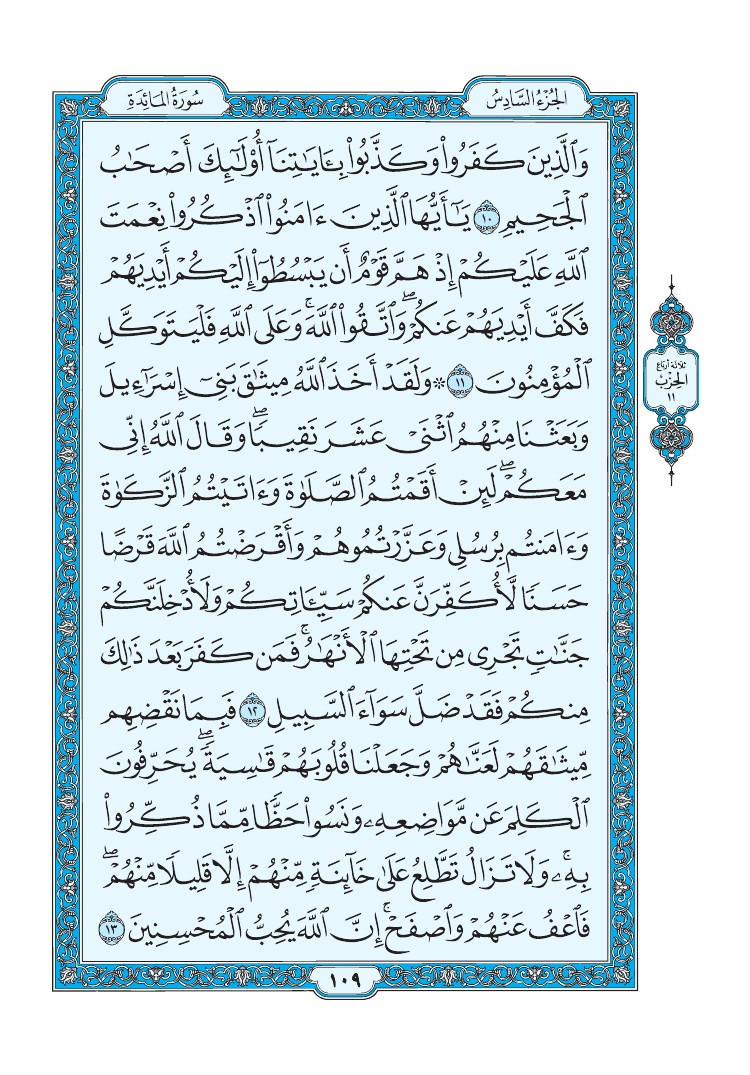 الجُزْءُ السَّادِسُ
سُورَةُ المَائِدَةِ
وَٱلَّذِينَ كَفَرُوا۟ وَكَذَّبُوا۟ بِـَٔايَـٰتِنَآ أُو۟لَـٰٓئِكَ أَصْحَـٰبُ
ٱلْجَحِيمِ ١٠ يَـٰٓأَيُّهَا ٱلَّذِينَ ءَامَنُوا۟ ٱذْكُرُوا۟ نِعْمَتَ
ٱللَّهِ عَلَيْكُمْ إِذْ هَمَّ قَوْمٌ أَن يَبْسُطُوٓا۟ إِلَيْكُمْ أَيْدِيَهُمْ
فَكَفَّ أَيْدِيَهُمْ عَنكُمْ ۖ وَٱتَّقُوا۟ ٱللَّهَ ۚ وَعَلَى ٱللَّهِ فَلْيَتَوَكَّلِ
ٱلْمُؤْمِنُونَ ١١ ۞ وَلَقَدْ أَخَذَ ٱللَّهُ مِيثَـٰقَ بَنِىٓ إِسْرَٰٓءِيلَ
وَبَعَثْنَا مِنْهُمُ ٱثْنَىْ عَشَرَ نَقِيبًا ۖ وَقَالَ ٱللَّهُ إِنِّى
مَعَكُمْ ۖ لَئِنْ أَقَمْتُمُ ٱلصَّلَوٰةَ وَءَاتَيْتُمُ ٱلزَّكَوٰةَ
وَءَامَنتُم بِرُسُلِى وَعَزَّرْتُمُوهُمْ وَأَقْرَضْتُمُ ٱللَّهَ قَرْضًا
حَسَنًا لَّأُكَفِّرَنَّ عَنكُمْ سَيِّـَٔاتِكُمْ وَلَأُدْخِلَنَّكُمْ
جَنَّـٰتٍ تَجْرِى مِن تَحْتِهَا ٱلْأَنْهَـٰرُ ۚ فَمَن كَفَرَ بَعْدَ ذَٰلِكَ
مِنكُمْ فَقَدْ ضَلَّ سَوَآءَ ٱلسَّبِيلِ ١٢ فَبِمَا نَقْضِهِم
مِّيثَـٰقَهُمْ لَعَنَّـٰهُمْ وَجَعَلْنَا قُلُوبَهُمْ قَـٰسِيَةً ۖ يُحَرِّفُونَ
ٱلْكَلِمَ عَن مَّوَاضِعِهِۦ وَنَسُوا۟ حَظًّا مِّمَّا ذُكِّرُوا۟
بِهِۦ ۚ وَلَا تَزَالُ تَطَّلِعُ عَلَىٰ خَآئِنَةٍ مِّنْهُمْ إِلَّا قَلِيلًا مِّنْهُمْ ۖ
فَٱعْفُ عَنْهُمْ وَٱصْفَحْ ۚ إِنَّ ٱللَّهَ يُحِبُّ ٱلْمُحْسِنِينَ ١٣
ثلاثة أرباع
الحِزْب
١١
١٠٩